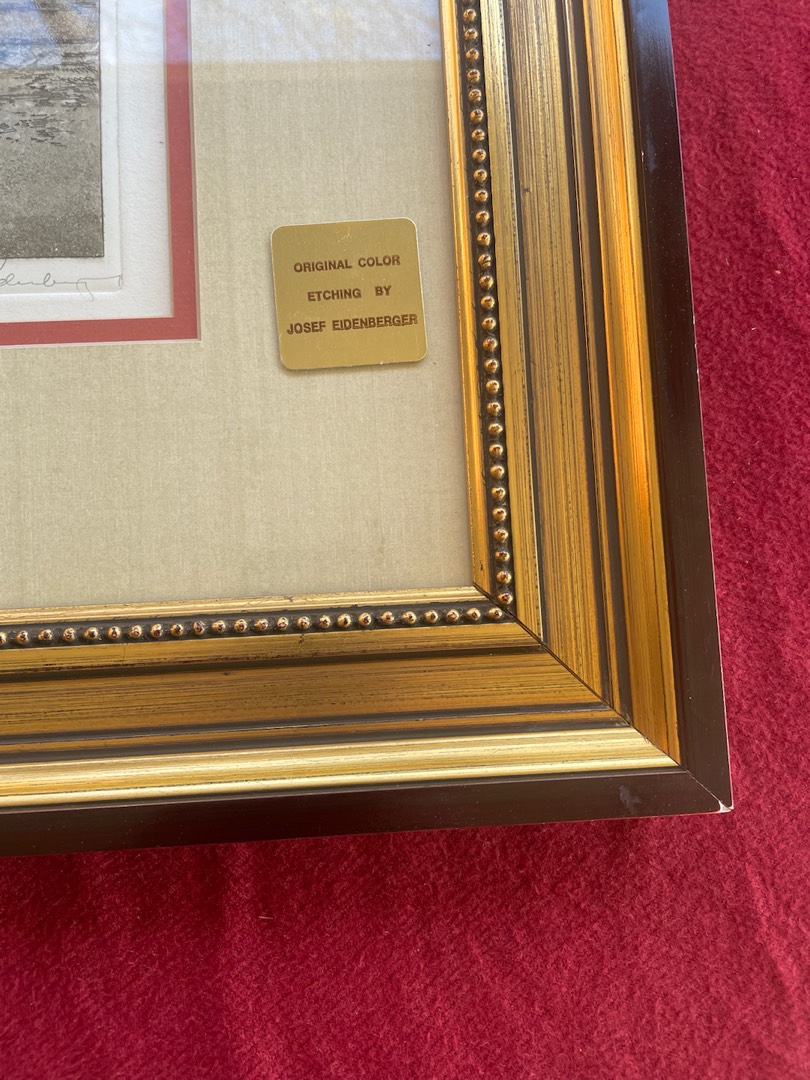 ORIGINAL COLOR
ETCHING BY
JOSEF EIDENBERGER